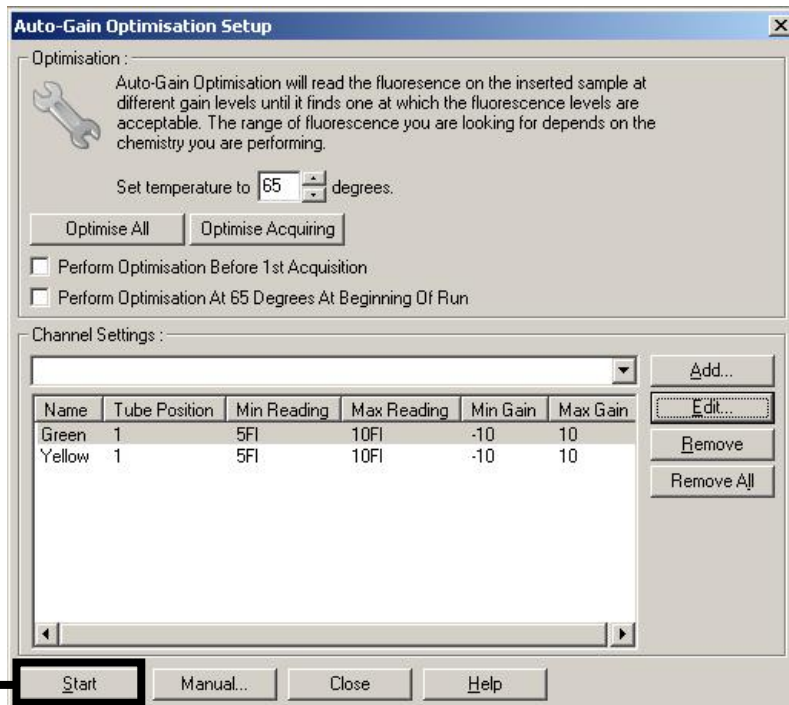 Auto-Gain Optimisation Setup
Optimisation :
Auto-Gain Optimisation will read the fluoresence on the inserted sample at
different gain levels until it finds one at which the fluorescence levels are
acceptable. The range of fluorescence you are looking for depends on the
chemistry you are performing.
Set temperature to 65 degrees.
Optimise All Optimise Acquiring
Perform Optimisation Before 1st Acquisition
Perform Optimisation At 65 Degrees At Beginning Of Run
Channel Settings :
Add...
Name Tube Position Min Reading Max Reading Min Gain Max Gain
Edit...
Green 1 5Fl 10Fl -10 10
Yellow 1 5Fl 10Fl -10 10
Remove
Remove All
Start Manual... Close Help